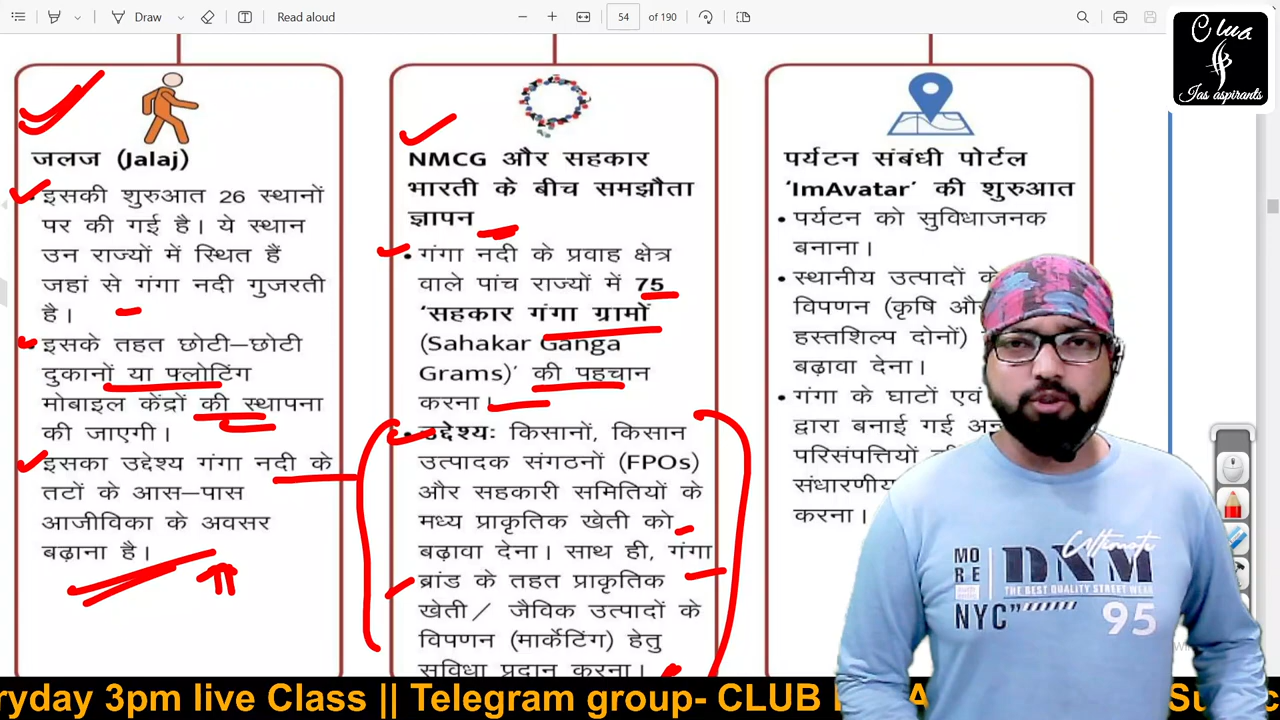 Draw
Read aloud
54
of 190
Clua
Ias aspirants
जलज (Jalaj)
इसकी शुरुआत 26 स्थानों
पर की गई है। ये स्थान
उन राज्यों में स्थित हैं
जहां से गंगा नदी गुजरती
है।
इसके तहत छोटी–छोटी
दुकानों या फ्लोटिंग
मोबाइल केंद्रों की स्थापना
की जाएगी।
इसका उद्देश्य गंगा नदी के
तटों के आस–पास
आजीविका के अवसर
बढ़ाना है।
NMCG और सहकार
भारती के बीच समझौता
ज्ञापन
• गंगा नदी के प्रवाह क्षेत्र
वाले पांच राज्यों में 75
‘सहकार गंगा ग्रामों
(Sahakar Ganga
Grams)’ की पहचान
करना।
• उद्देश्यः किसानों, किसान
उत्पादक संगठनों (FPOs)
और सहकारी समितियों के
मध्य प्राकृतिक खेती को
बढ़ावा देना। साथ ही, गंगा
ब्रांड के तहत प्राकृतिक
खेती/ जैविक उत्पादों के
विपणन (मार्केटिंग) हेतु
सुविधा प्रदान करना।
पर्यटन संबंधी पोर्टल
‘ImAvatar’ की शुरुआत
• पर्यटन को सुविधाजनक
बनाना।
• स्थानीय उत्पादों के
विपणन (कृषि और
हस्तशिल्प दोनों)
बढ़ावा देना।
• गंगा के घाटों एवं
द्वारा बनाई गई
परिसंपत्तियों
संधारणीय
करना।
MO
RE
DNM
Ultimate
THE BEST QUALITY STREET WEAR
NYC”
95
ryday 3pm live Class || Telegram group- CLUB